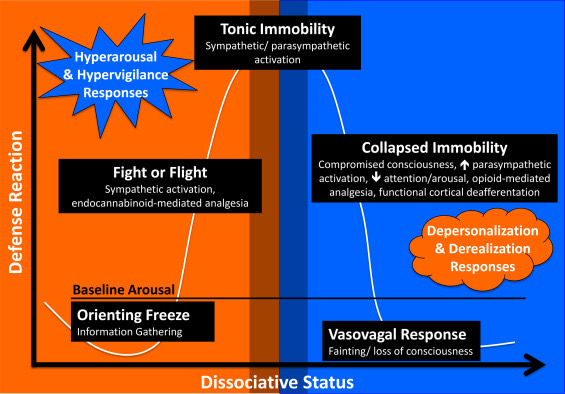 Tonic Immobility
Sympathetic/ parasympathetic
activation
Hyperarousal
& Hypervigilance
Responses
Fight or Flight
Sympathetic activation,
endocannabinoid-mediated analgesia
Collapsed Immobility
Compromised consciousness, ⬆ parasympathetic
activation, ⬇ attention/arousal, opioid-mediated
analgesia, functional cortical deafferentation
Depersonalization
& Derealization
Responses
Baseline Arousal
Orienting Freeze
Information Gathering
Vasovagal Response
Fainting/ loss of consciousness
Defense Reaction
Dissociative Status